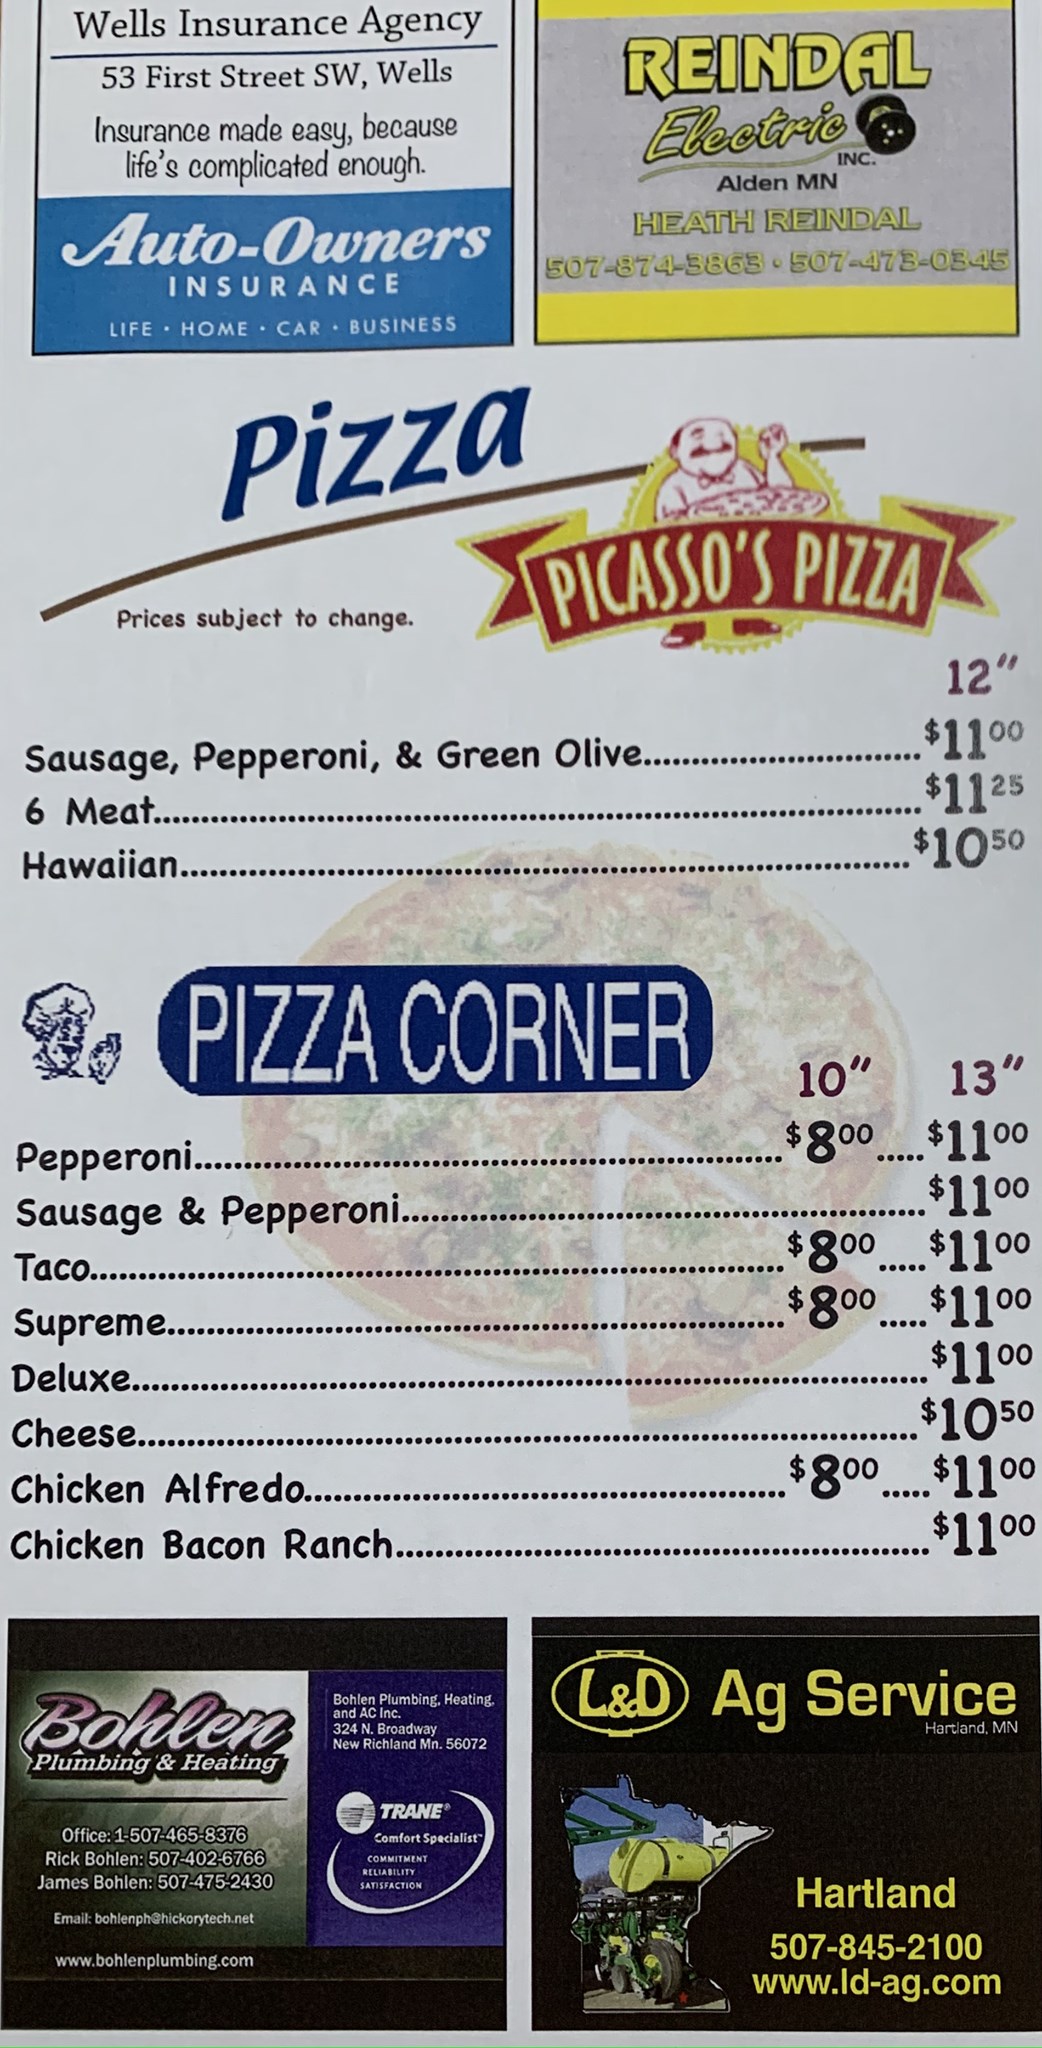 Wells Insurance Agency
53 First Street SW, Wells
Insurance made easy, because
life's complicated enough.
Auto-Owners
INSURANCE
LIFE · HOME · CAR · BUSINESS
REINDAL
Electric
INC.
Alden MN
HEATH REINDAL
507-874-3863 • 507-473-0345
Pizza
PICASSO'S PIZZA
Prices subject to change.
12"
Sausage, Pepperoni, & Green Olive.......... $11.00
6 Meat.......... $11.25
Hawaiian.......... $10.50
PIZZA CORNER
10" 13"
Pepperoni.......... $8.00 ..... $11.00
Sausage & Pepperoni.......... $11.00
Taco.......... $8.00 ..... $11.00
Supreme.......... $8.00 ..... $11.00
Deluxe.......... $11.00
Cheese.......... $10.50
Chicken Alfredo.......... $8.00 ..... $11.00
Chicken Bacon Ranch.......... $11.00
Bohlen
Plumbing & Heating
Office: 1-507-465-8376
Rick Bohlen: 507-402-6766
James Bohlen: 507-475-2430
Email: bohlenph@hickorytech.net
www.bohlenplumbing.com
Bohlen Plumbing, Heating,
and AC Inc.
324 N. Broadway
New Richland Mn. 56072
TRANE®
Comfort Specialist™
COMMITMENT
RELIABILITY
SATISFACTION
L&D Ag Service
Hartland, MN
Hartland
507-845-2100
www.ld-ag.com